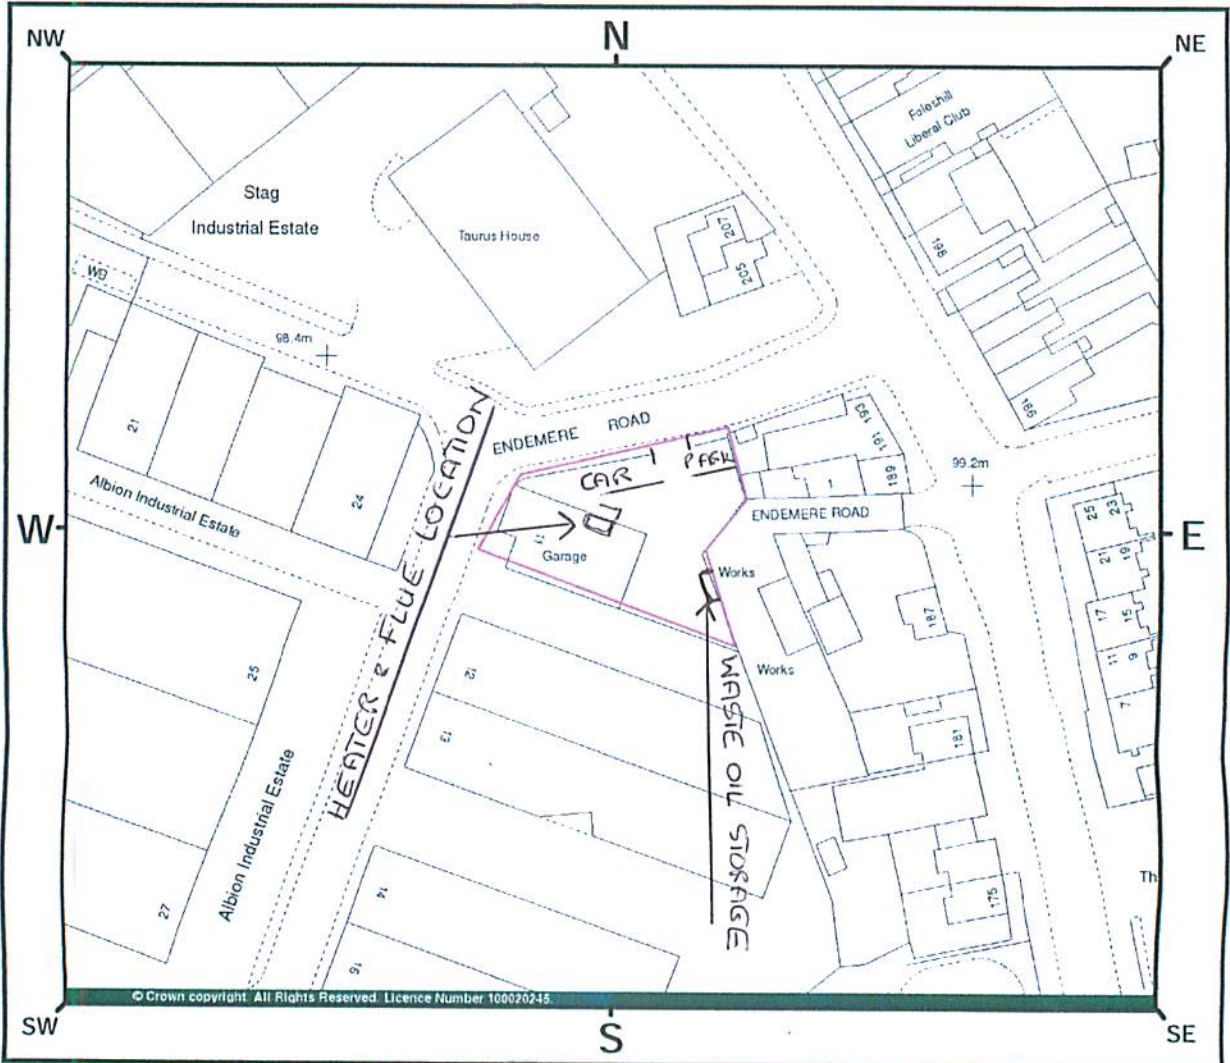 NW
N
NE
Foleshill
Liberal Club
Stag
Industrial Estate
Taurus House
207
205
198
WB
98.4m
186
21
24
ENDEMERE ROAD
193
191
189
1
99.2m
CAR PARK
Albion Industrial Estate
HEATER & FLUE LOCATION
W
E
11
Garage
ENDEMERE ROAD
Works
25
23
21
19
17
15
11
9
7
187
Works
WASTE OIL STORAGE
25
12
13
181
Albion Industrial Estate
27
14
16
175
Th
© Crown copyright. All Rights Reserved. Licence Number 100020245.
SW
S
SE